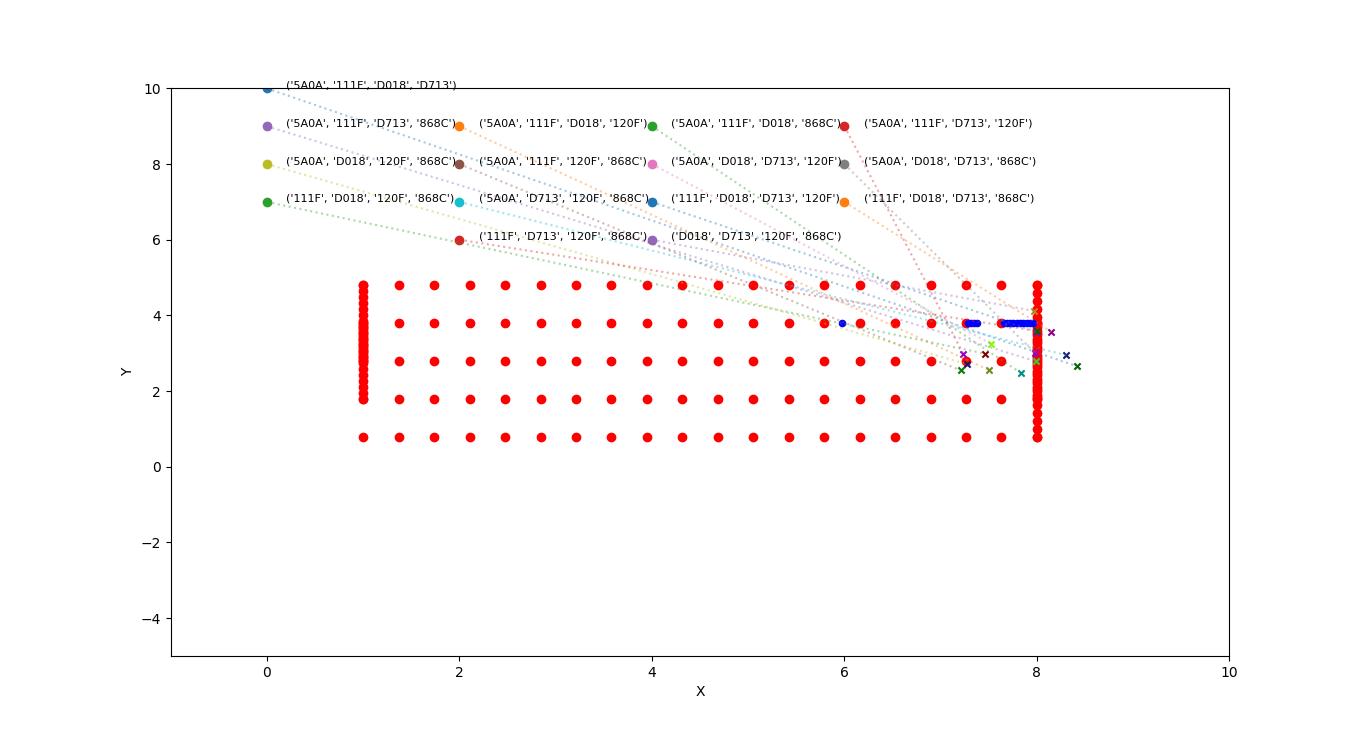 ('5A0A', '111F', 'D018', 'D713')
('5A0A', '111F', 'D713', '868C')
('5A0A', '111F', 'D018', '120F')
('5A0A', '111F', 'D018', '868C')
('5A0A', '111F', 'D713', '120F')
('5A0A', 'D018', '120F', '868C')
('5A0A', '111F', '120F', '868C')
('5A0A', 'D018', 'D713', '120F')
('5A0A', 'D018', 'D713', '868C')
('111F', 'D018', '120F', '868C')
('5A0A', 'D713', '120F', '868C')
('111F', 'D018', 'D713', '120F')
('111F', 'D018', 'D713', '868C')
('111F', 'D713', '120F', '868C')
('D018', 'D713', '120F', '868C')
10
8
6
4
2
0
−2
−4
Y
0 2 4 6 8 10
X